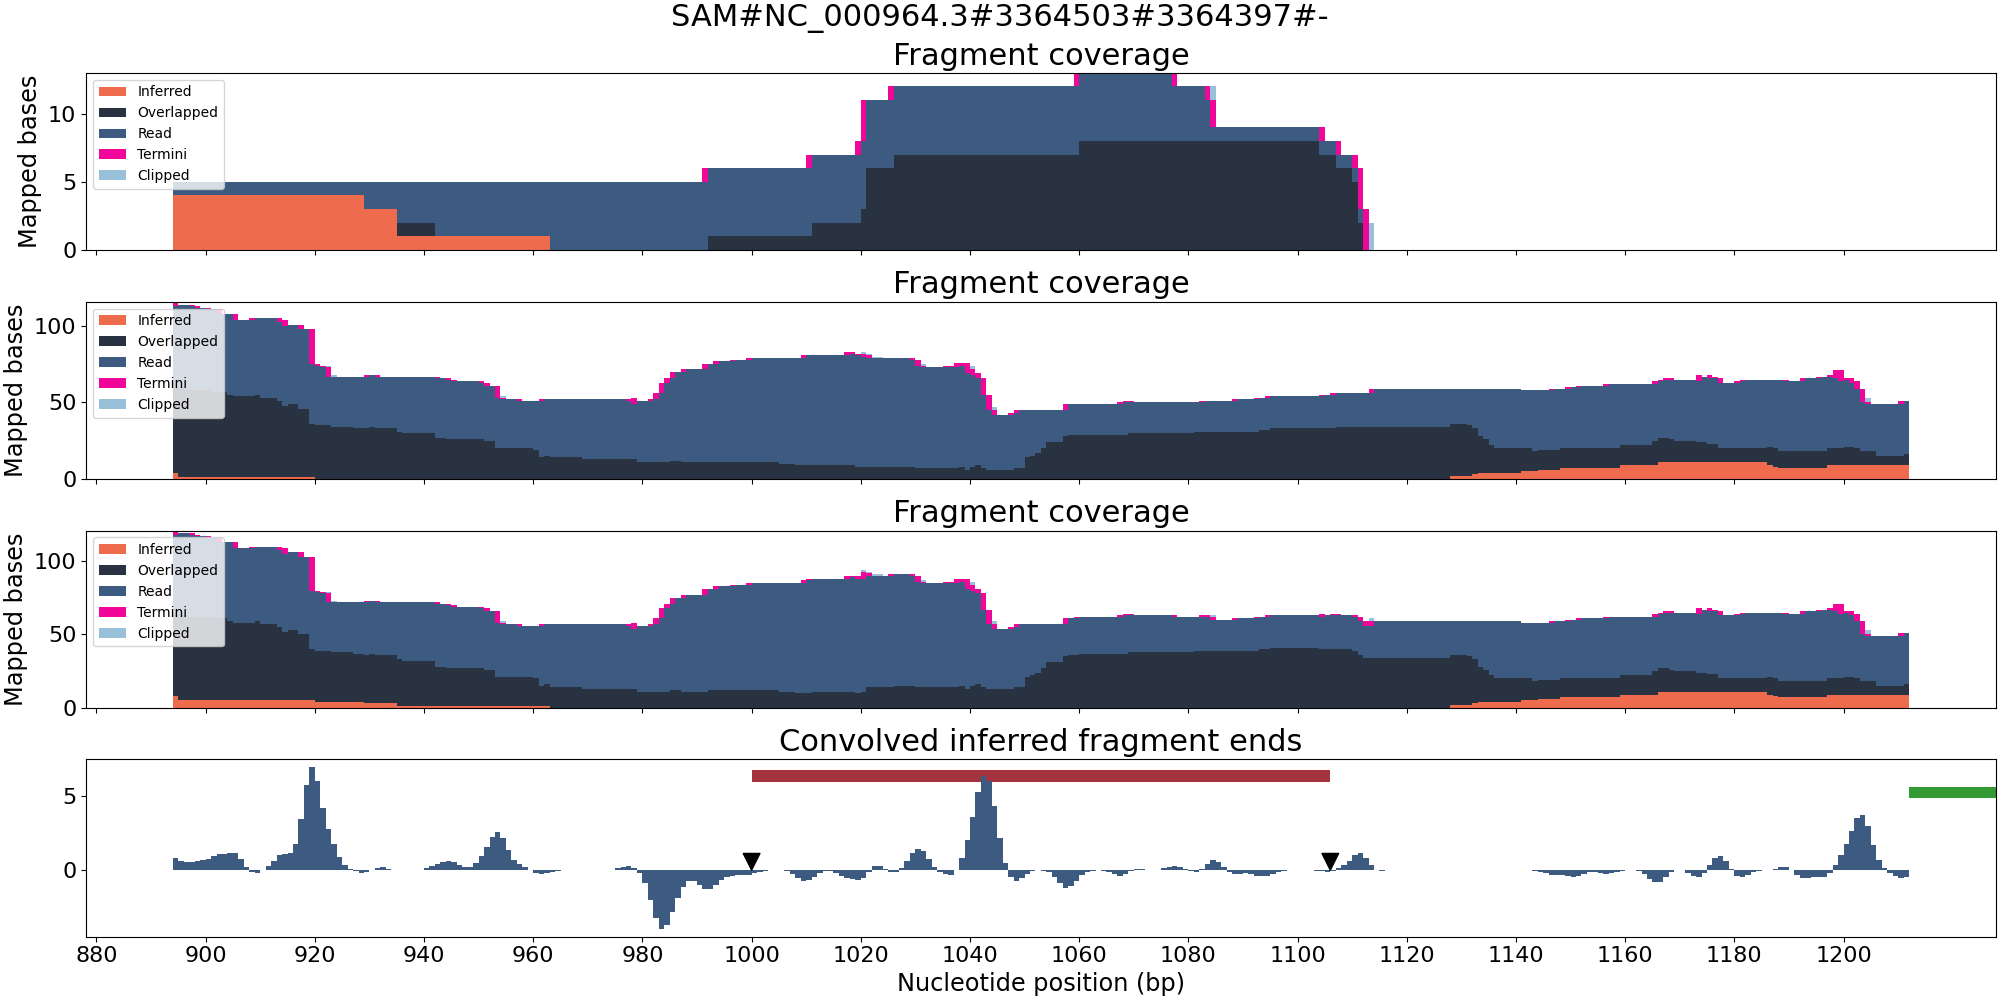 SAM#NC_000964.3#3364503#3364397#-
Fragment coverage
Mapped bases
10
5
0
Inferred
Overlapped
Read
Termini
Clipped
Fragment coverage
Mapped bases
100
50
0
Inferred
Overlapped
Read
Termini
Clipped
Fragment coverage
Mapped bases
100
50
0
Inferred
Overlapped
Read
Termini
Clipped
Convolved inferred fragment ends
5
0
880 900 920 940 960 980 1000 1020 1040 1060 1080 1100 1120 1140 1160 1180 1200
Nucleotide position (bp)